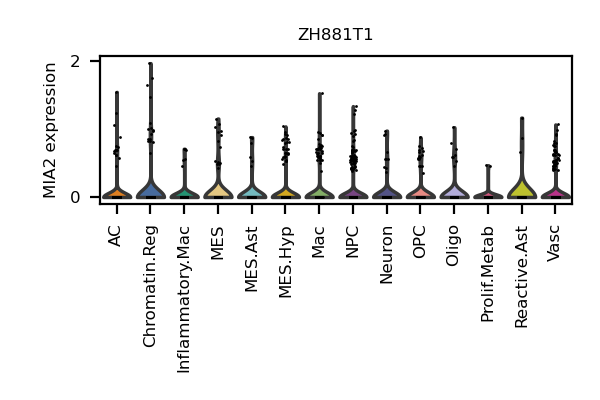 ZH881T1
MIA2 expression
2
0
AC
Chromatin.Reg
Inflammatory.Mac
MES
MES.Ast
MES.Hyp
Mac
NPC
Neuron
OPC
Oligo
Prolif.Metab
Reactive.Ast
Vasc